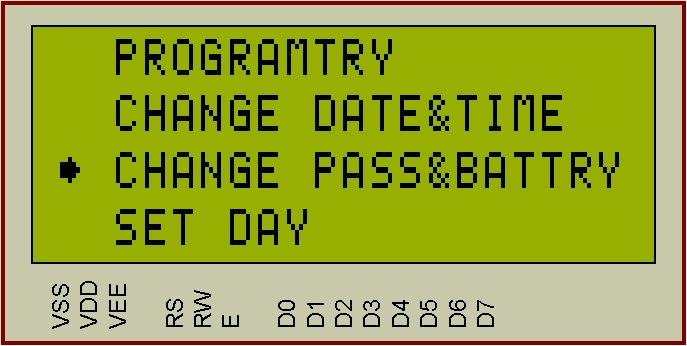 PROGRAMTRY
CHANGE DATE&TIME
CHANGE PASS&BATTRY
SET DAY
VSS VDD VEE RS RW E D0 D1 D2 D3 D4 D5 D6 D7